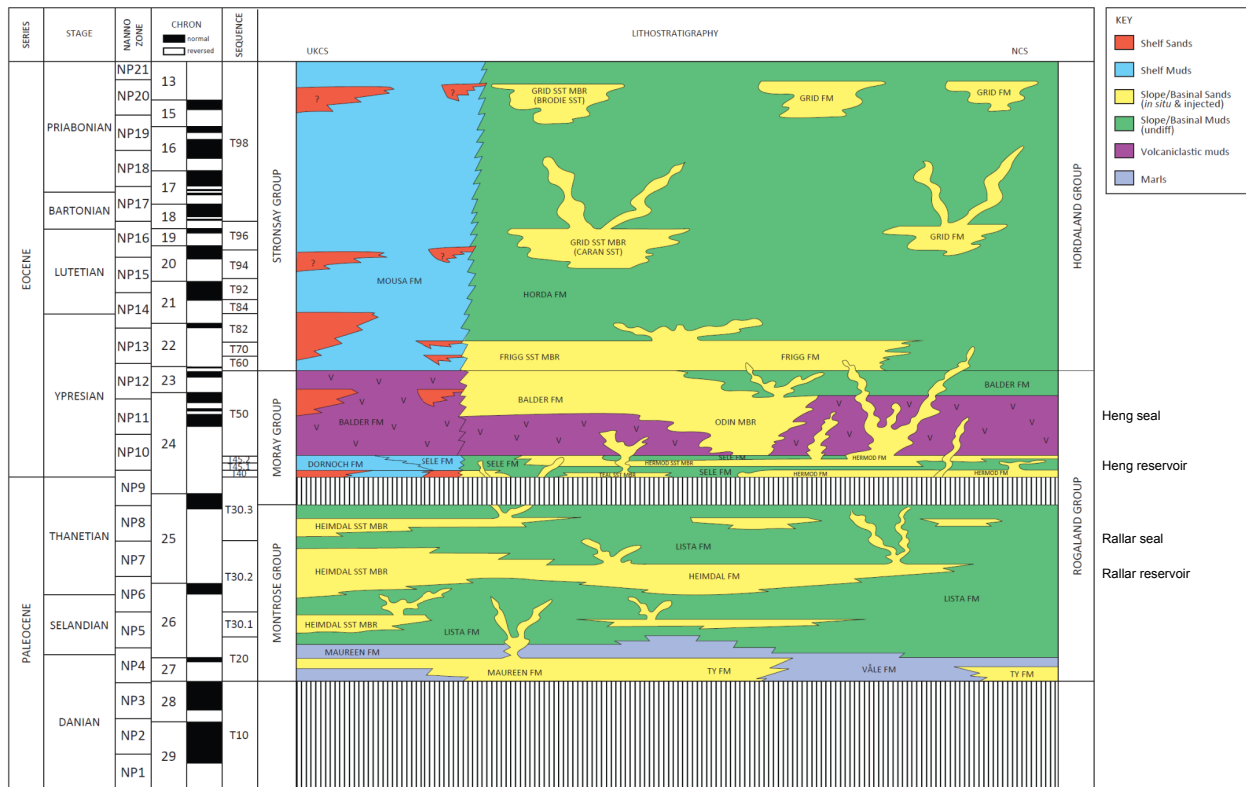 SERIES
STAGE
NANNO ZONE
CHRON
normal
reversed
SEQUENCE
LITHOSTRATIGRAPHY
UKCS
NCS
EOCENE
PALEOCENE
PRIABONIAN
BARTONIAN
LUTETIAN
YPRESIAN
THANETIAN
SELANDIAN
DANIAN
NP21
NP20
NP19
NP18
NP17
NP16
NP15
NP14
NP13
NP12
NP11
NP10
NP9
NP8
NP7
NP6
NP5
NP4
NP3
NP2
NP1
13
15
16
17
18
19
20
21
22
23
24
25
26
27
28
29
T98
T96
T94
T92
T84
T82
T70
T60
T50
T45.2
T45.1
T40
T30.3
T30.2
T30.1
T20
T10
STRONSAY GROUP
MORAY GROUP
MONTROSE GROUP
? ?
GRID SST MBR
(BRODIE SST)
GRID FM
GRID FM
GRID SST MBR
(CARAN SST)
GRID FM
? ?
MOUSA FM
HORDA FM
FRIGG SST MBR
FRIGG FM
V V V
BALDER FM
BALDER FM
V V V V V
BALDER FM
ODIN MBR
V V V V V V V V V V V
DORNOCH FM
SELE FM
SELE FM
SELE FM
HERMOD SST MBR
HERMOD FM
TEAL SST MBR
SELE FM
HERMOD FM
HERMOD FM
HEIMDAL SST MBR
LISTA FM
HEIMDAL SST MBR
HEIMDAL FM
LISTA FM
HEIMDAL SST MBR
LISTA FM
MAUREEN FM
MAUREEN FM
TY FM
VÅLE FM
TY FM
HORDALAND GROUP
ROGALAND GROUP
KEY
Shelf Sands
Shelf Muds
Slope/Basinal Sands
(in situ & injected)
Slope/Basinal Muds
(undiff)
Volcaniclastic muds
Marls
Heng seal
Heng reservoir
Rallar seal
Rallar reservoir